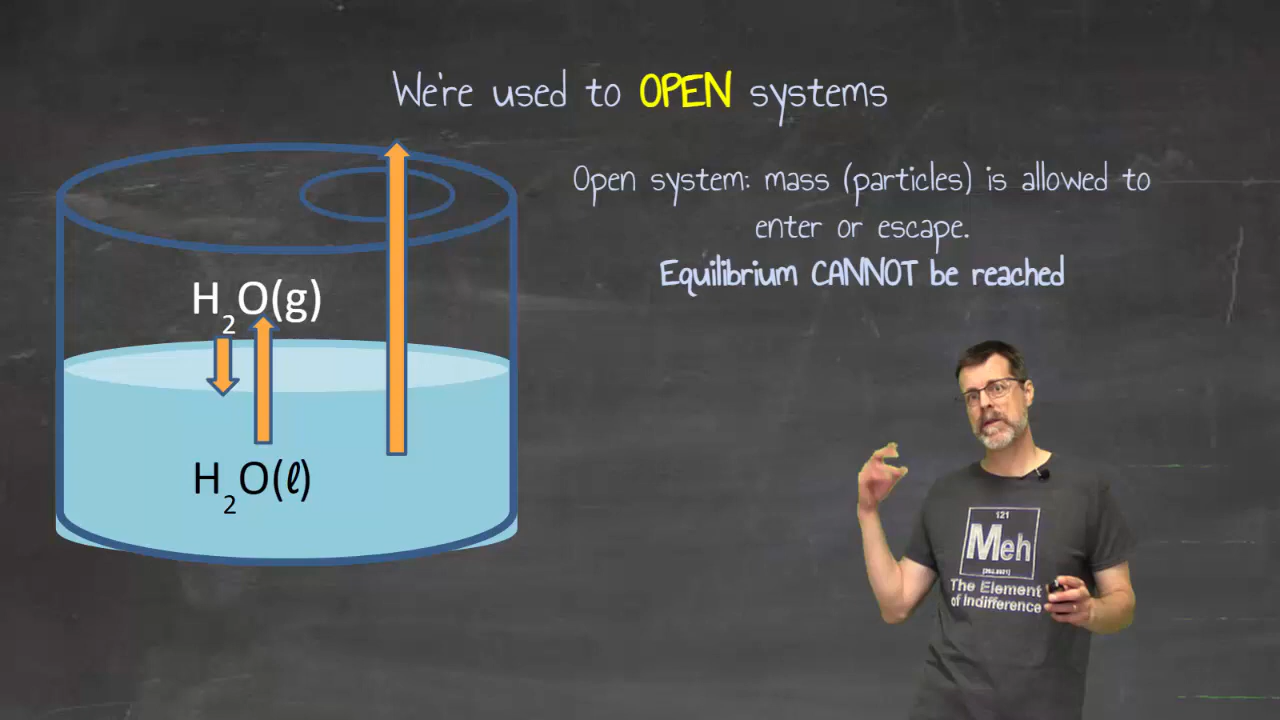 We're used to OPEN systems
Open system: mass (particles) is allowed to
enter or escape.
Equilibrium CANNOT be reached
H₂O(g)
H₂O(ℓ)
121
Meh
The Element
of Indifference